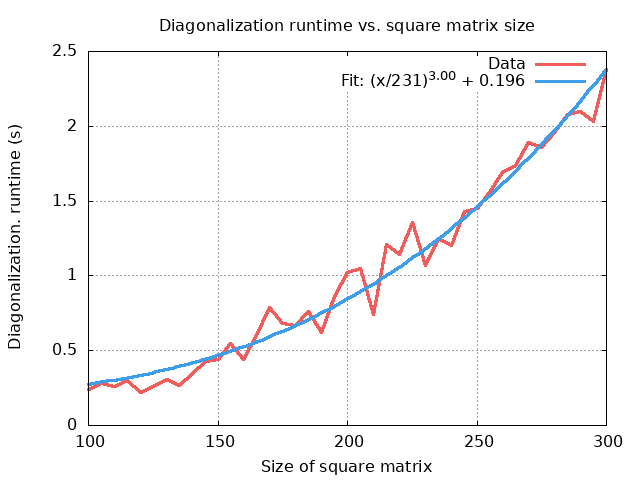 Diagonalization runtime vs. square matrix size
Data
Fit: (x/231)^3.00 + 0.196
Diagonalization. runtime (s)
2.5
2
1.5
1
0.5
0
100 150 200 250 300
Size of square matrix